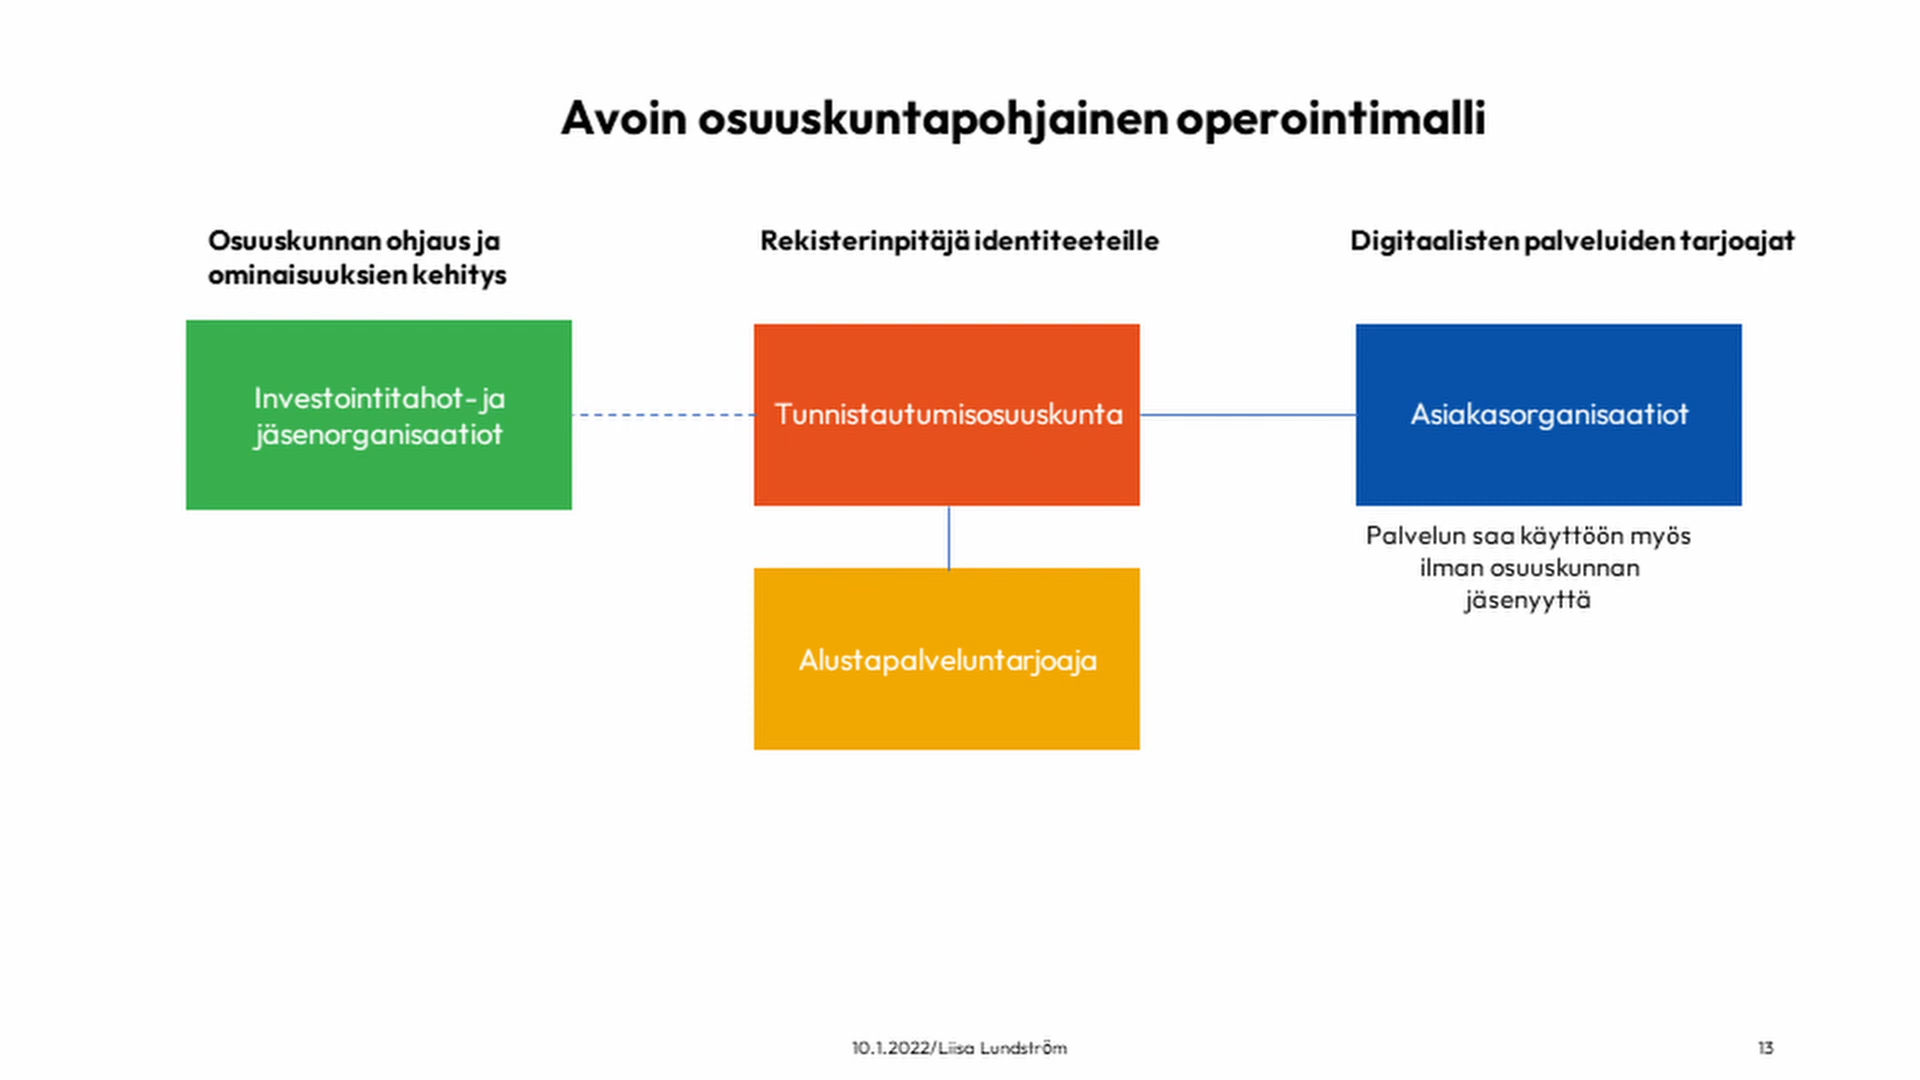 Avoin osuuskuntapohjainen operointimalli
Osuuskunnan ohjaus ja
ominaisuuksien kehitys
Rekisterinpitäjä identiteeteille
Digitaalisten palveluiden tarjoajat
Investointitahot- ja
jäsenorganisaatiot
Tunnistautumisosuuskunta
Asiakasorganisaatiot
Palvelun saa käyttöön myös
ilman osuuskunnan
jäsenyyttä
Alustapalveluntarjoaja
10.1.2022/Liisa Lundström
13